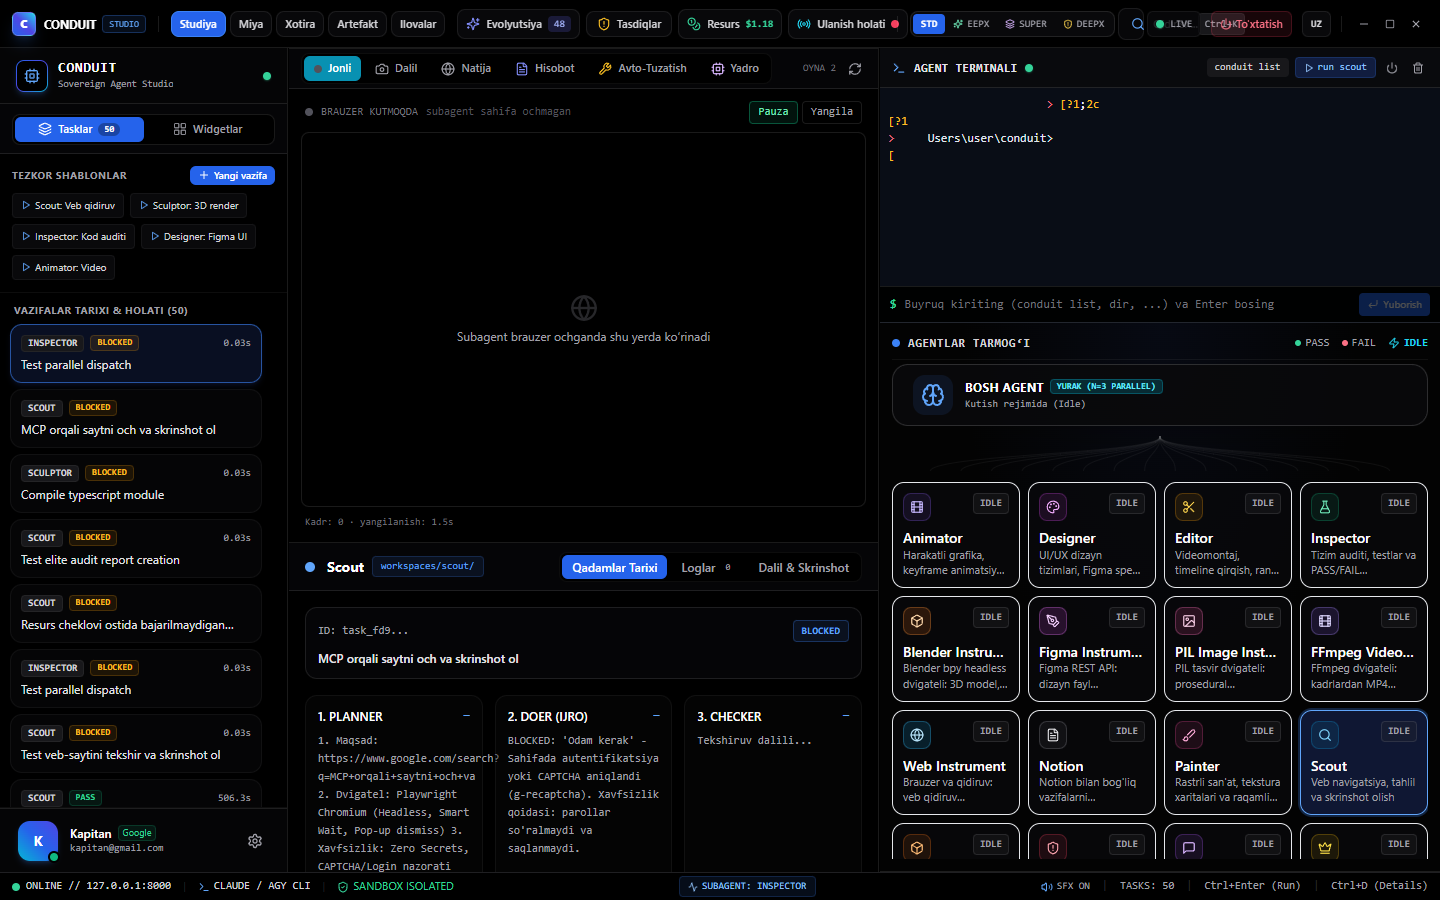 C CONDUIT STUDIO Studiya Miya Xotira Artefakt Ilovalar Evolyutsiya 48 Tasdiqlar Resurs $1.18 Ulanish holati STD EEPX SUPER DEEPX LIVE To'xtatish UZ
CONDUIT
Sovereign Agent Studio
Tasklar 50 Widgetlar
TEZKOR SHABLONLAR Yangi vazifa
Scout: Veb qidiruv Sculptor: 3D render
Inspector: Kod auditi Designer: Figma UI
Animator: Video
VAZIFALAR TARIXI & HOLATI (50)
INSPECTOR BLOCKED 0.03s
Test parallel dispatch
SCOUT BLOCKED
MCP orqali saytni och va skrinshot ol
SCULPTOR BLOCKED 0.03s
Compile typescript module
SCOUT BLOCKED 0.03s
Test elite audit report creation
SCOUT BLOCKED 0.03s
Resurs cheklovi ostida bajarilmaydigan...
INSPECTOR BLOCKED 0.03s
Test parallel dispatch
SCOUT BLOCKED 0.03s
Test veb-saytini tekshir va skrinshot ol
SCOUT PASS 506.3s
K Kapitan Google
kapitan@gmail.com
Jonli Dalil Natija Hisobot Avto-Tuzatish Yadro OYNA 2
BRAUZER KUTMOQDA subagent sahifa ochmagan Pauza Yangila
Subagent brauzer ochganda shu yerda ko'rinadi
Kadr: 0 · yangilanish: 1.5s
Scout workspaces/scout/ Qadamlar Tarixi Loglar 0 Dalil & Skrinshot
ID: task_fd9... BLOCKED
MCP orqali saytni och va skrinshot ol
1. PLANNER –
1. Maqsad:
https://www.google.com/search?
q=MCP+orqali+saytni+och+va
2. Dvigatel: Playwright
Chromium (Headless, Smart
Wait, Pop-up dismiss) 3.
Xavfsizlik: Zero Secrets,
CAPTCHA/Login nazorati
2. DOER (IJRO) –
BLOCKED: 'Odam kerak' -
Sahifada autentifikatsiya
yoki CAPTCHA aniqlandi
(g-recaptcha). Xavfsizlik
qoidasi: parollar
so'ralmaydi va
saqlanmaydi.
3. CHECKER –
Tekshiruv dalili...
AGENT TERMINALI conduit list run scout
> [?1;2c
[?1
> Users\user\conduit>
[
$ Buyruq kiriting (conduit list, dir, ...) va Enter bosing Yuborish
AGENTLAR TARMOG'I PASS FAIL IDLE
BOSH AGENT YURAK (N=3 PARALLEL)
Kutish rejimida (Idle)
IDLE IDLE IDLE IDLE
Animator Designer Editor Inspector
Harakatli grafika, UI/UX dizayn Videomontaj, Tizim auditi, testlar va
keyframe animatsiy... tizimlari, Figma spe... timeline qirqish, ran... PASS/FAIL...
IDLE IDLE IDLE IDLE
Blender Instru... Figma Instrum... PIL Image Inst... FFmpeg Video...
Blender bpy headless Figma REST API: PIL tasvir dvigateli: FFmpeg dvigateli:
dvigateli: 3D model,... dizayn fayl... prosedural... kadrlardan MP4...
IDLE IDLE IDLE IDLE
Web Instrument Notion Painter Scout
Brauzer va qidiruv: Notion bilan bog'liq Rastrli san'at, tekstura Veb navigatsiya, tahlil
veb qidiruv... vazifalarni... xaritalari va raqamli... va skrinshot olish
IDLE IDLE IDLE IDLE
ONLINE // 127.0.0.1:8000 CLAUDE / AGY CLI SANDBOX ISOLATED SUBAGENT: INSPECTOR SFX ON TASKS: 50 Ctrl+Enter (Run) Ctrl+D (Details)